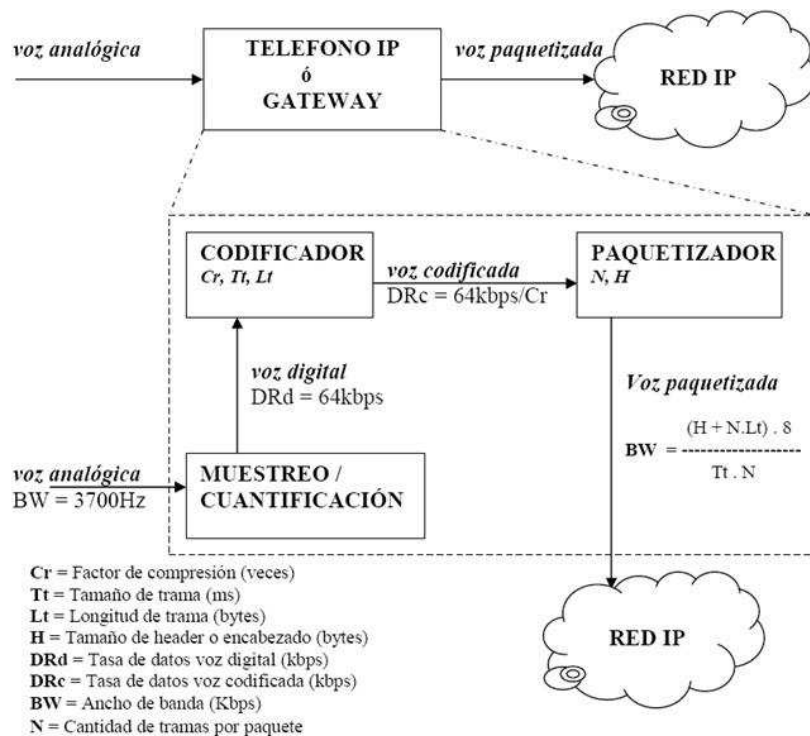 voz analógica
TELEFONO IP
ó
GATEWAY
voz paquetizada
RED IP
CODIFICADOR
Cr, Tt, Lt
voz codificada
DRc = 64kbps/Cr
PAQUETIZADOR
N, H
voz digital
DRd = 64kbps
Voz paquetizada
BW = (H + N.Lt) . 8
Tt . N
voz analógica
BW = 3700Hz
MUESTREO /
CUANTIFICACIÓN
Cr = Factor de compresión (veces)
Tt = Tamaño de trama (ms)
Lt = Longitud de trama (bytes)
H = Tamaño de header o encabezado (bytes)
DRd = Tasa de datos voz digital (kbps)
DRc = Tasa de datos voz codificada (kbps)
BW = Ancho de banda (Kbps)
N = Cantidad de tramas por paquete
RED IP